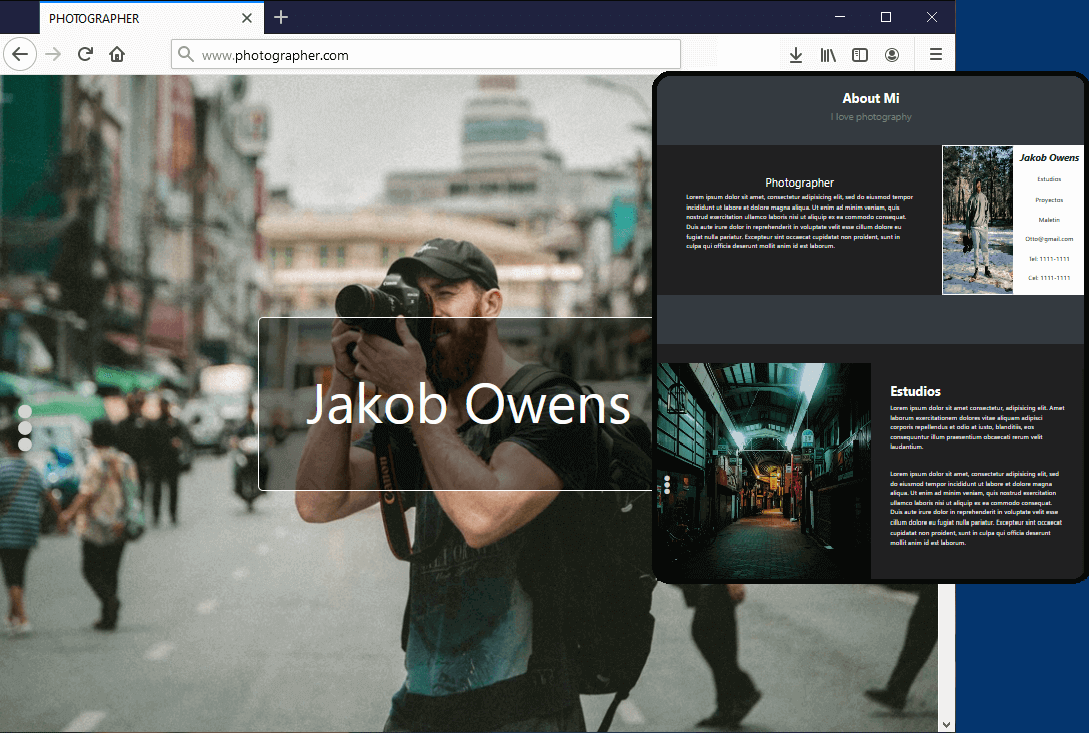 PHOTOGRAPHER
www.photographer.com
Jakob Owens
Canon
About Mi
I love photography
Photographer
Lorem ipsum dolor sit amet, consectetur adipiscing elit, sed do eiusmod tempor
incididunt ut labore et dolore magna aliqua. Ut enim ad minim veniam, quis
nostrud exercitation ullamco laboris nisi ut aliquip ex ea commodo consequat.
Duis aute irure dolor in reprehenderit in voluptate velit esse cillum dolore eu
fugiat nulla pariatur. Excepteur sint occaecat cupidatat non proident, sunt in
culpa qui officia deserunt mollit anim id est laborum.
Jakob Owens
Estudios
Proyectos
Maletin
Otto@gmail.com
Tel: 1111-1111
Cel: 1111-1111
Estudios
Lorem ipsum dolor sit amet consectetur, adipisicing elit. Amet
laborum exercitationem dolores vitae aliquam adipisci
corporis repellendus et odio at iusto, blanditiis, eos
consequuntur illum praesentium obcaecati rerum velit
laudantium.
Lorem ipsum dolor sit amet, consectetur adipiscing elit, sed
do eiusmod tempor incididunt ut labore et dolore magna
aliqua. Ut enim ad minim veniam, quis nostrud exercitation
ullamco laboris nisi ut aliquip ex ea commodo consequat.
Duis aute irure dolor in reprehenderit in voluptate velit esse
cillum dolore eu fugiat nulla pariatur. Excepteur sint occaecat
cupidatat non proident, sunt in culpa qui officia deserunt
mollit anim id est laborum.